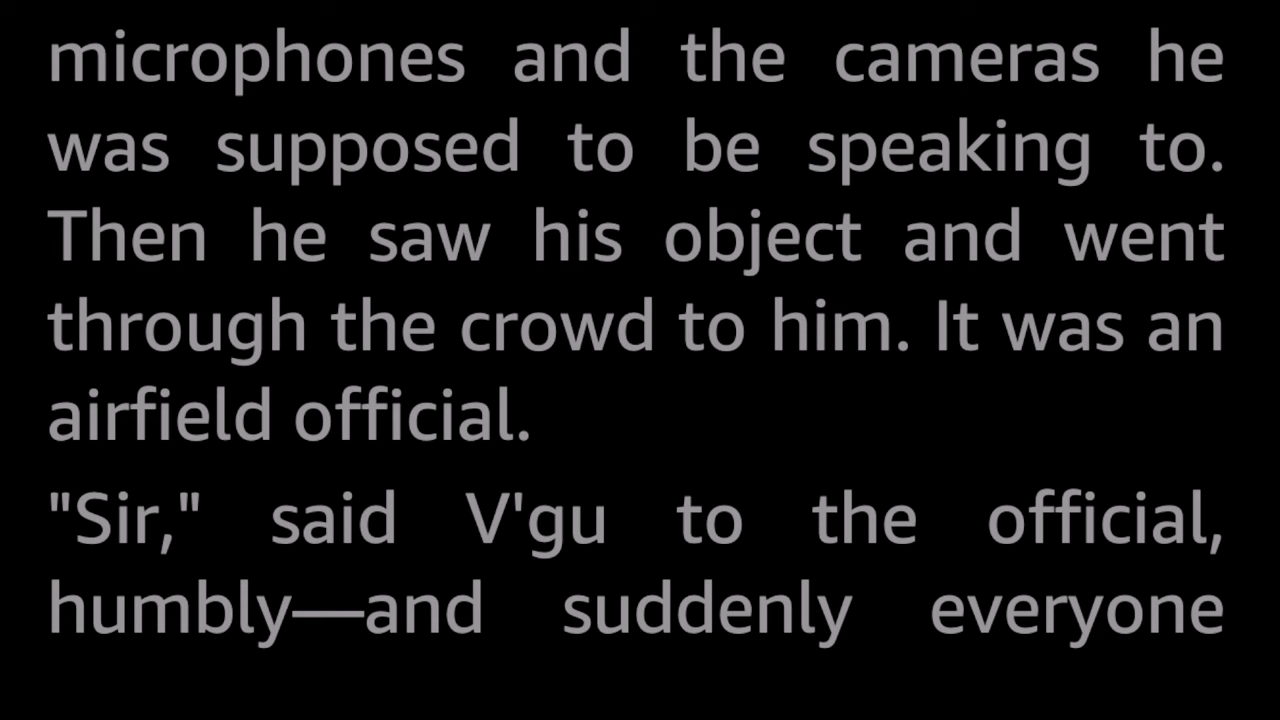 microphones and the cameras he
was supposed to be speaking to.
Then he saw his object and went
through the crowd to him. It was an
airfield official.
"Sir," said V'gu to the official,
humbly—and suddenly everyone